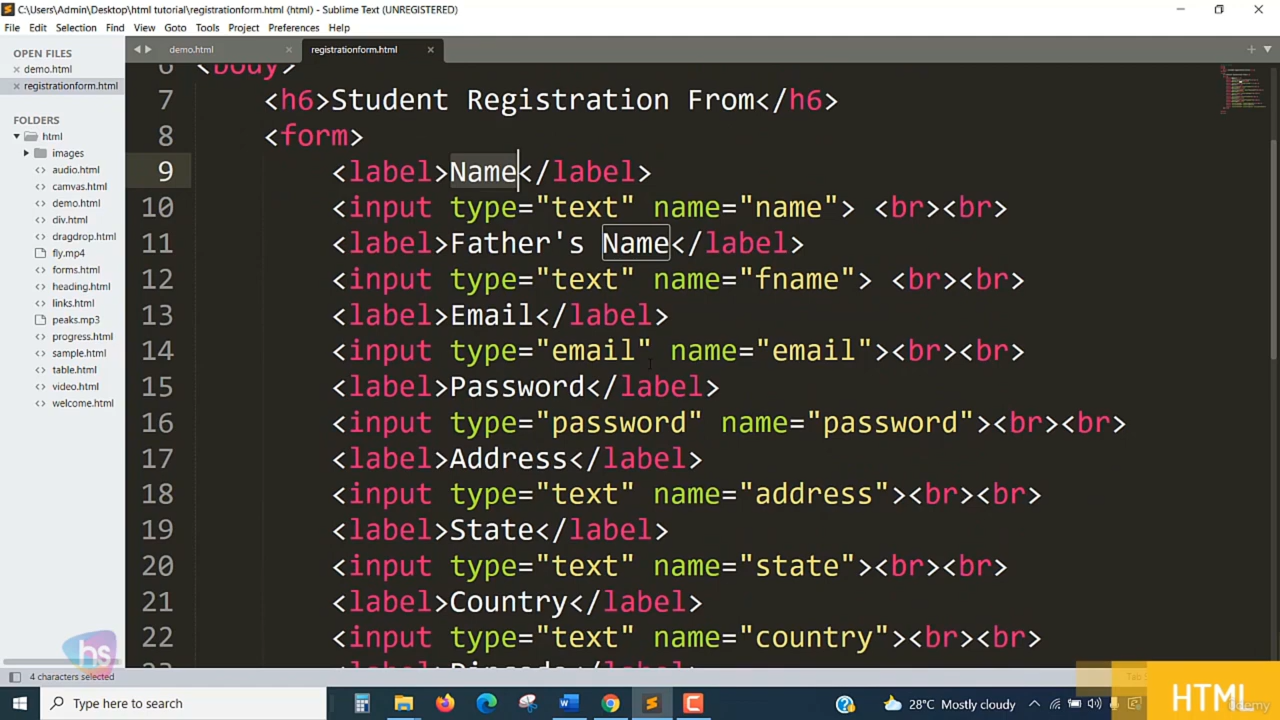 C:\Users\Admin\Desktop\html tutorial\registrationform.html (html) - Sublime Text (UNREGISTERED)
File Edit Selection Find View Goto Tools Project Preferences Help
OPEN FILES
demo.html
registrationform.html
FOLDERS
html
images
audio.html
canvas.html
demo.html
div.html
dragdrop.html
fly.mp4
forms.html
heading.html
links.html
peaks.mp3
progress.html
sample.html
table.html
video.html
welcome.html
demo.html registrationform.html
6 <body>
7 <h6>Student Registration From</h6>
8 <form>
9 <label>Name</label>
10 <input type="text" name="name"> <br><br>
11 <label>Father's Name</label>
12 <input type="text" name="fname"> <br><br>
13 <label>Email</label>
14 <input type="email" name="email"><br><br>
15 <label>Password</label>
16 <input type="password" name="password"><br><br>
17 <label>Address</label>
18 <input type="text" name="address"><br><br>
19 <label>State</label>
20 <input type="text" name="state"><br><br>
21 <label>Country</label>
22 <input type="text" name="country"><br><br>
23 <label>Pincode</label>
hs
4 characters selected
Type here to search
28°C Mostly cloudy
HTML
Udemy